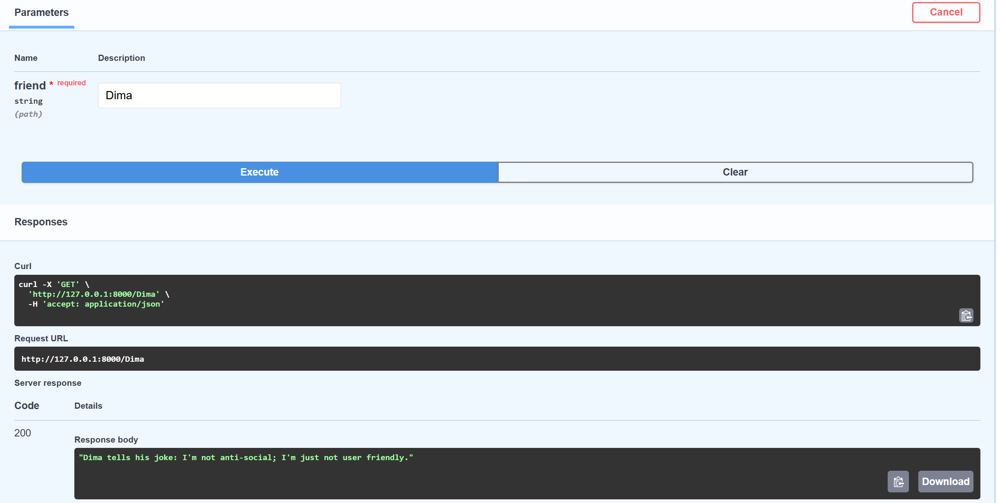 Parameters
Cancel
Name Description
friend * required
string
(path)
Dima
Execute
Clear
Responses
Curl
curl -X 'GET' \
'http://127.0.0.1:8000/Dima' \
-H 'accept: application/json'
Request URL
http://127.0.0.1:8000/Dima
Server response
Code Details
200
Response body
"Dima tells his joke: I'm not anti-social; I'm just not user friendly."
Download